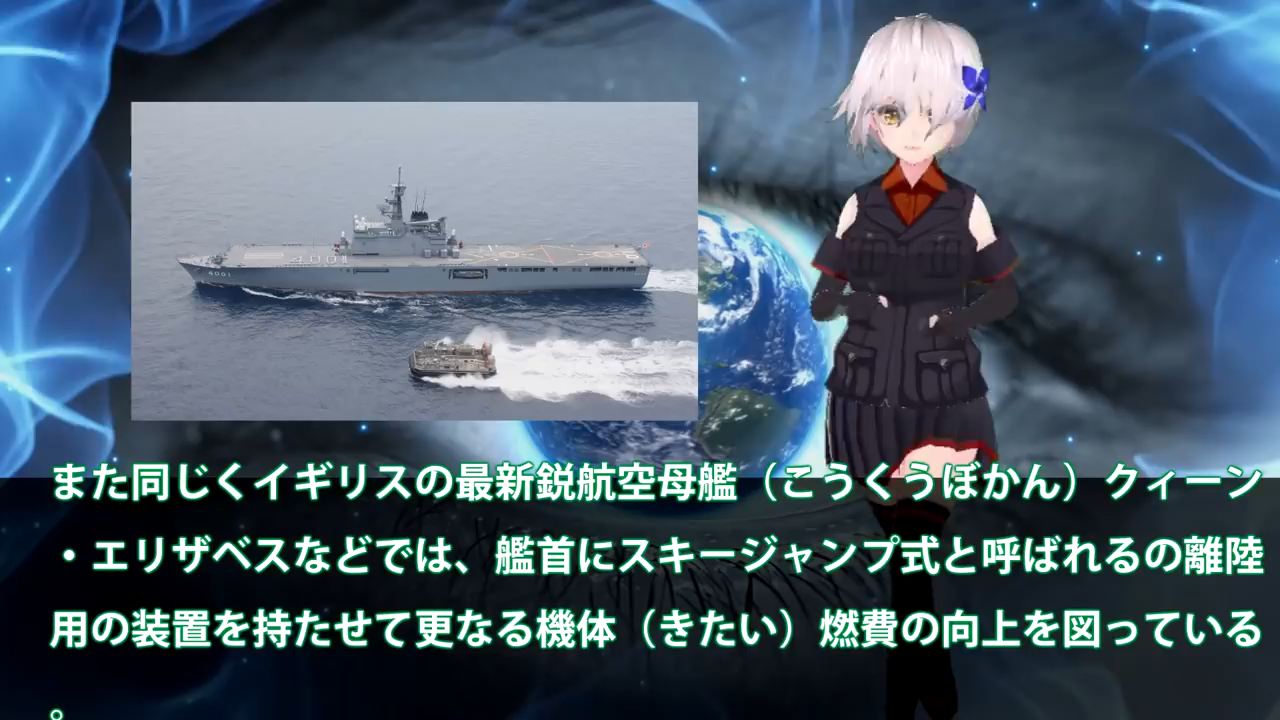 4001
4001
また同じくイギリスの最新鋭航空母艦（こうくうぼかん）クィーン
・エリザベスなどでは、艦首にスキージャンプ式と呼ばれるの離陸
用の装置を持たせて更なる機体（きたい）燃費の向上を図っている
。